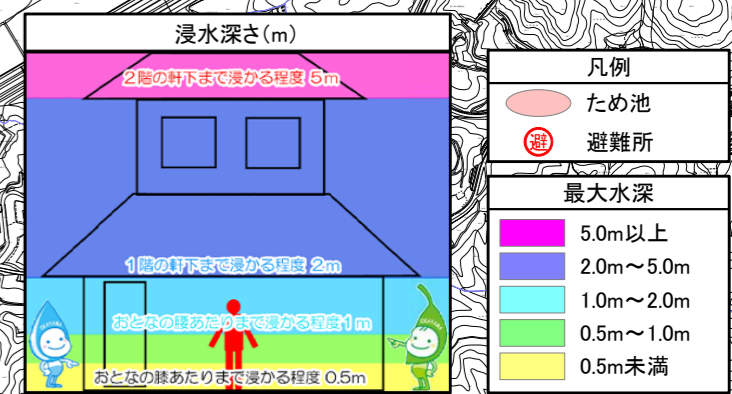 浸水深さ(m)
2階の軒下まで浸かる程度 5m
1階の軒下まで浸かる程度 2m
おとなの腰あたりまで浸かる程度1m
おとなの膝あたりまで浸かる程度 0.5m
凡例
ため池
避 避難所
最大水深
5.0m以上
2.0m～5.0m
1.0m～2.0m
0.5m～1.0m
0.5m未満